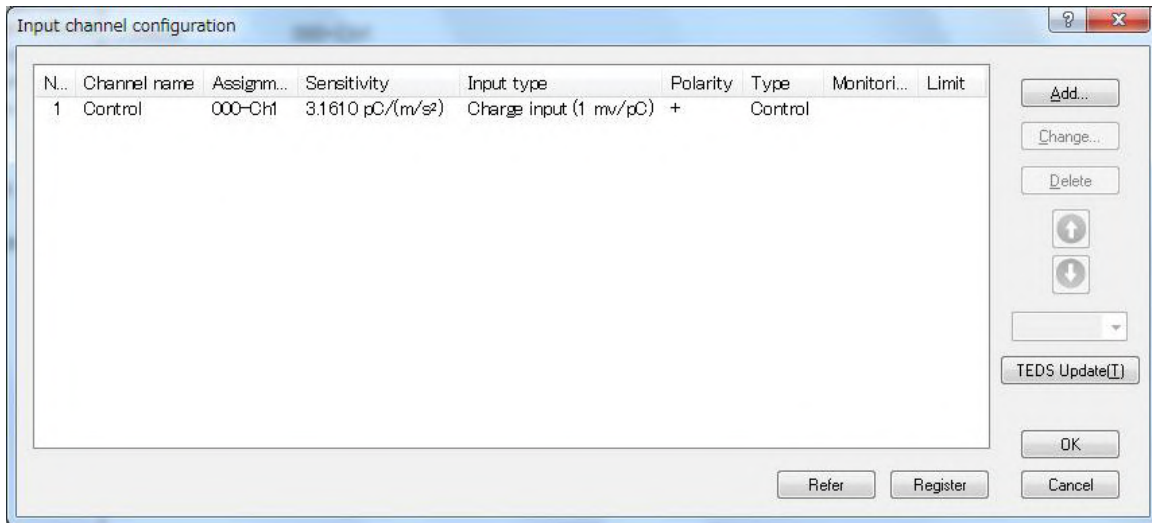 Input channel configuration
N... Channel name Assignm... Sensitivity Input type Polarity Type Monitori... Limit
1 Control 000-Ch1 3.1610 pC/(m/s²) Charge input (1 mv/pC) + Control
Add...
Change...
Delete
TEDS Update(T)
OK
Refer Register Cancel